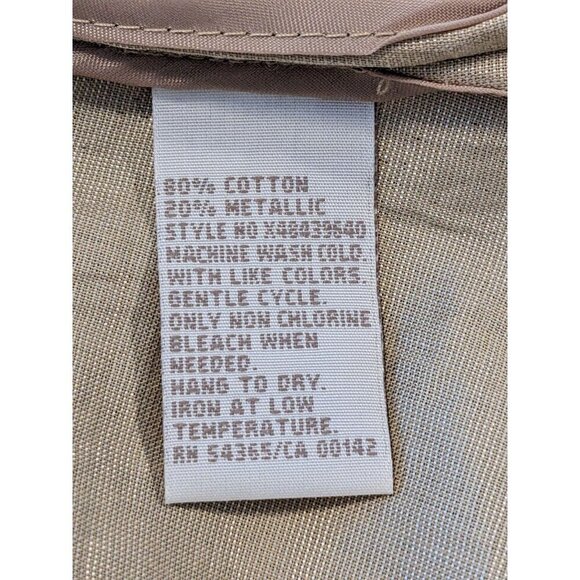 80% COTTON
20% METALLIC
STYLE NO X48439640
MACHINE WASH COLD.
WITH LIKE COLORS.
GENTLE CYCLE.
ONLY NON CHLORINE
BLEACH WHEN
NEEDED.
HANG TO DRY.
IRON AT LOW
TEMPERATURE.
RN 54365/CA 00142